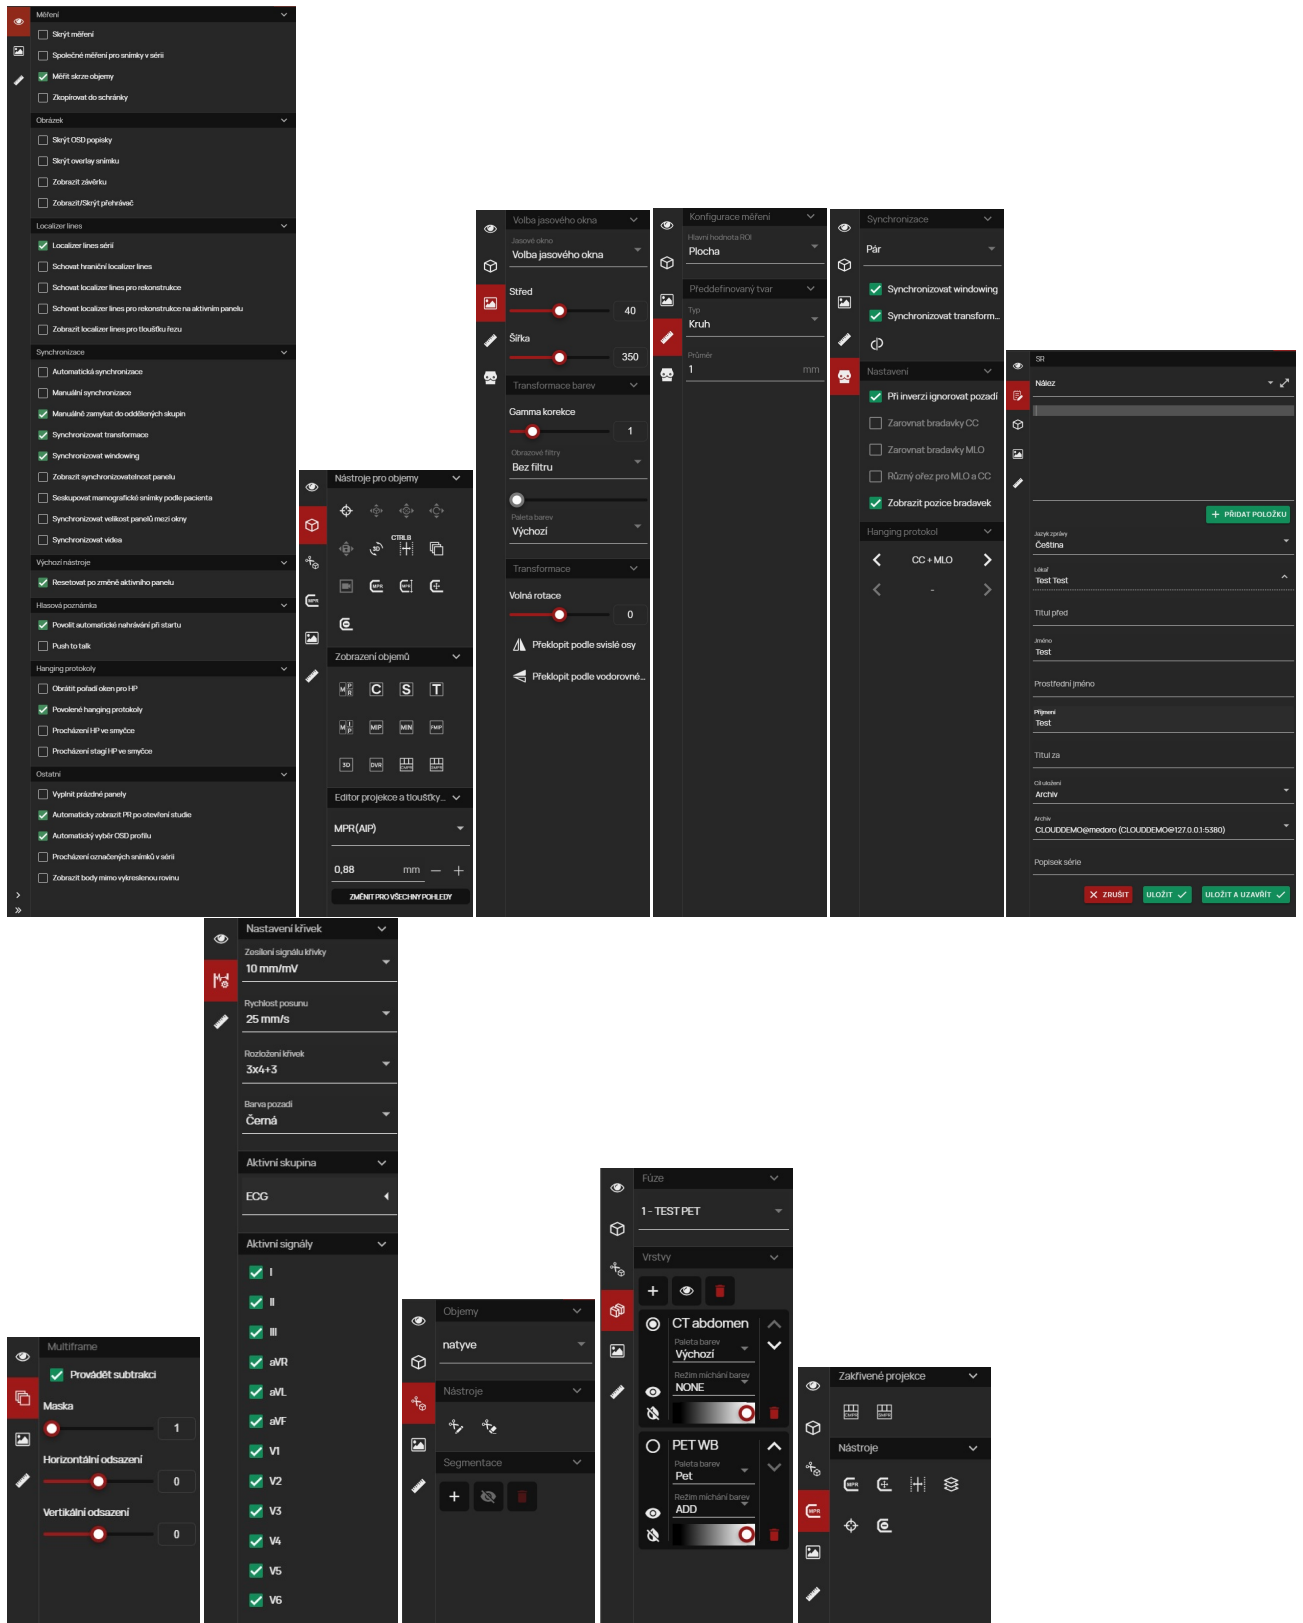 Měření
Skrýt měření
Společné měření pro snímky v sérii
Měřit skrze objemy
Zkopírovat do schránky
Obrázek
Skrýt OSD popisky
Skrýt overlay snímku
Zobrazit závěrku
Zobrazit/Skrýt přehrávač
Localizer lines
Localizer lines sérií
Schovat hraniční localizer lines
Schovat localizer lines pro rekonstrukce
Schovat localizer lines pro rekonstrukce na aktivním panelu
Zobrazit localizer lines pro tloušťku řezu
Synchronizace
Automatická synchronizace
Manuální synchronizace
Manuálně zamykat do oddělených skupin
Synchronizovat transformace
Synchronizovat windowing
Zobrazit synchronizovatelnost panelu
Seskupovat mamografické snímky podle pacienta
Synchronizovat velikost panelů mezi okny
Synchronizovat videa
Výchozí nástroje
Resetovat po změně aktivního panelu
Hlasová poznámka
Povolit automatické nahrávání při startu
Push to talk
Hanging protokoly
Obrátit pořadí oken pro HP
Povolené hanging protokoly
Procházení HP ve smyčce
Procházení stagí HP ve smyčce
Ostatní
Vyplnit prázdné panely
Automaticky zobrazit PR po otevření studie
Automatický výběr OSD profilu
Procházení označených snímků v sérii
Zobrazit body mimo vykreslenou rovinu
Nástroje pro objemy
3D
CTRL B
MPR
MPR
Zobrazení objemů
MPR
C
S
T
MIP
MIP
MIN
FMIP
3D
DVR
CMPR
SMPR
Editor projekce a tloušťky...
MPR(AIP)
0,88 mm
ZMĚNIT PRO VŠECHNY POHLEDY
Volba jasového okna
Jasové okno
Volba jasového okna
Střed
40
Šířka
350
Transformace barev
Gamma korekce
1
Obrazové filtry
Bez filtru
Paleta barev
Výchozí
Transformace
Volná rotace
0
Překlopit podle svislé osy
Překlopit podle vodorovné...
Konfigurace měření
Hlavní hodnota ROI
Plocha
Předdefinovaný tvar
Typ
Kruh
Průměr
1 mm
Synchronizace
Pár
Synchronizovat windowing
Synchronizovat transform...
Nastavení
Při inverzi ignorovat pozadí
Zarovnat bradavky CC
Zarovnat bradavky MLO
Různý ořez pro MLO a CC
Zobrazit pozice bradavek
Hanging protokol
CC + MLO
-
SR
Nález
+ PŘIDAT POLOŽKU
Jazyk zprávy
Čeština
Lékař
Test Test
Titul před
Jméno
Test
Prostřední jméno
Příjmení
Test
Titul za
Cíl uložení
Archiv
Archiv
CLOUDDEMO@medoro (CLOUDDEMO@127.0.0.1:5380)
Popisek série
ZRUŠIT
ULOŽIT
ULOŽIT A UZAVŘÍT
Multiframe
Provádět subtrakci
Maska
1
Horizontální odsazení
0
Vertikální odsazení
0
Nastavení křivek
Zesílení signálu křivky
10 mm/mV
Rychlost posunu
25 mm/s
Rozložení křivek
3x4+3
Barva pozadí
Černá
Aktivní skupina
ECG
Aktivní signály
I
II
III
aVR
aVL
aVF
V1
V2
V3
V4
V5
V6
Objemy
natyve
Nástroje
Segmentace
Fúze
1 - TEST PET
Vrstvy
CT abdomen
Paleta barev
Výchozí
Režim míchání barev
NONE
PET WB
Paleta barev
Pet
Režim míchání barev
ADD
Zakřivené projekce
CMPR
SMPR
Nástroje
MPR